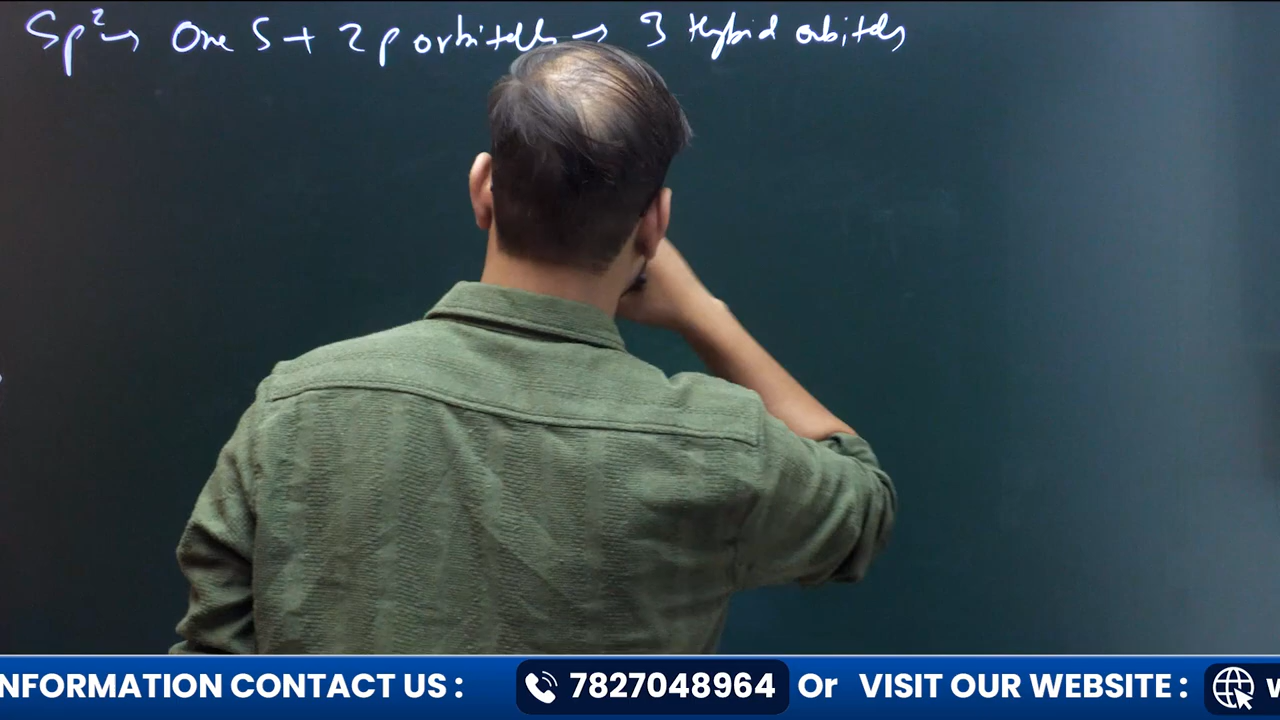 Sp² → One S + 2 p orbitals → 3 Hybrid orbitals
NFORMATION CONTACT US : 7827048964 Or VISIT OUR WEBSITE : w